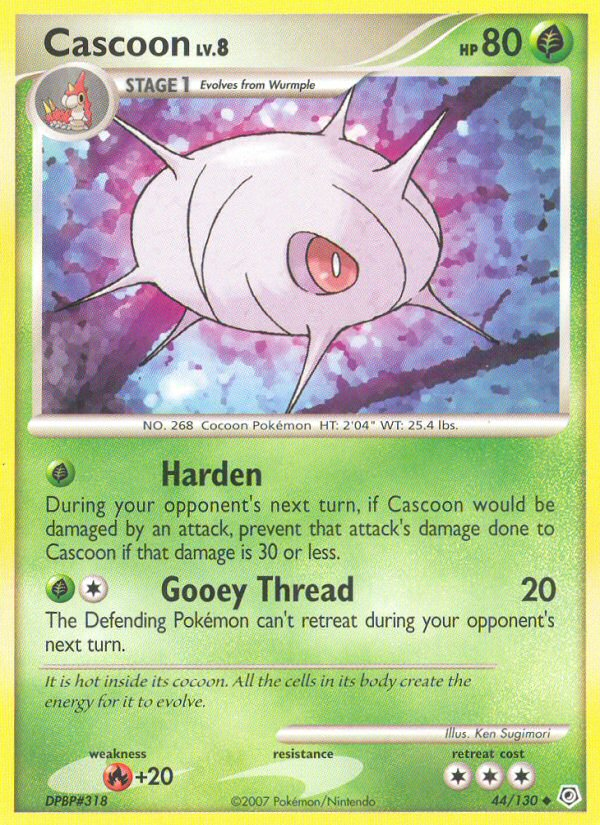 Cascoon LV.8
HP 80
STAGE 1 Evolves from Wurmple
NO. 268 Cocoon Pokémon HT: 2'04" WT: 25.4 lbs.
Harden
During your opponent's next turn, if Cascoon would be
damaged by an attack, prevent that attack's damage done to
Cascoon if that damage is 30 or less.
Gooey Thread 20
The Defending Pokémon can't retreat during your opponent's
next turn.
It is hot inside its cocoon. All the cells in its body create the
energy for it to evolve.
Illus. Ken Sugimori
weakness resistance retreat cost
+20
DPBP#318 ©2007 Pokémon/Nintendo 44/130